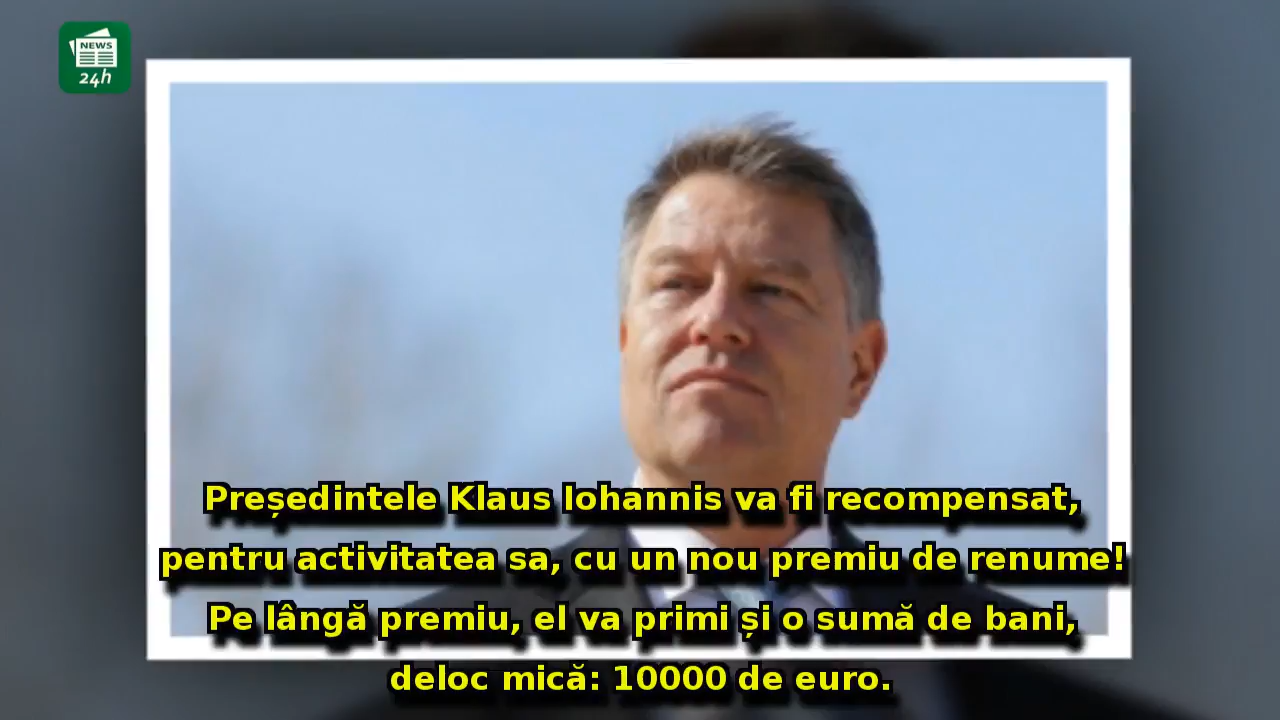 NEWS
24h
Președintele Klaus Iohannis va fi recompensat,
pentru activitatea sa, cu un nou premiu de renume!
Pe lângă premiu, el va primi și o sumă de bani,
deloc mică: 10000 de euro.